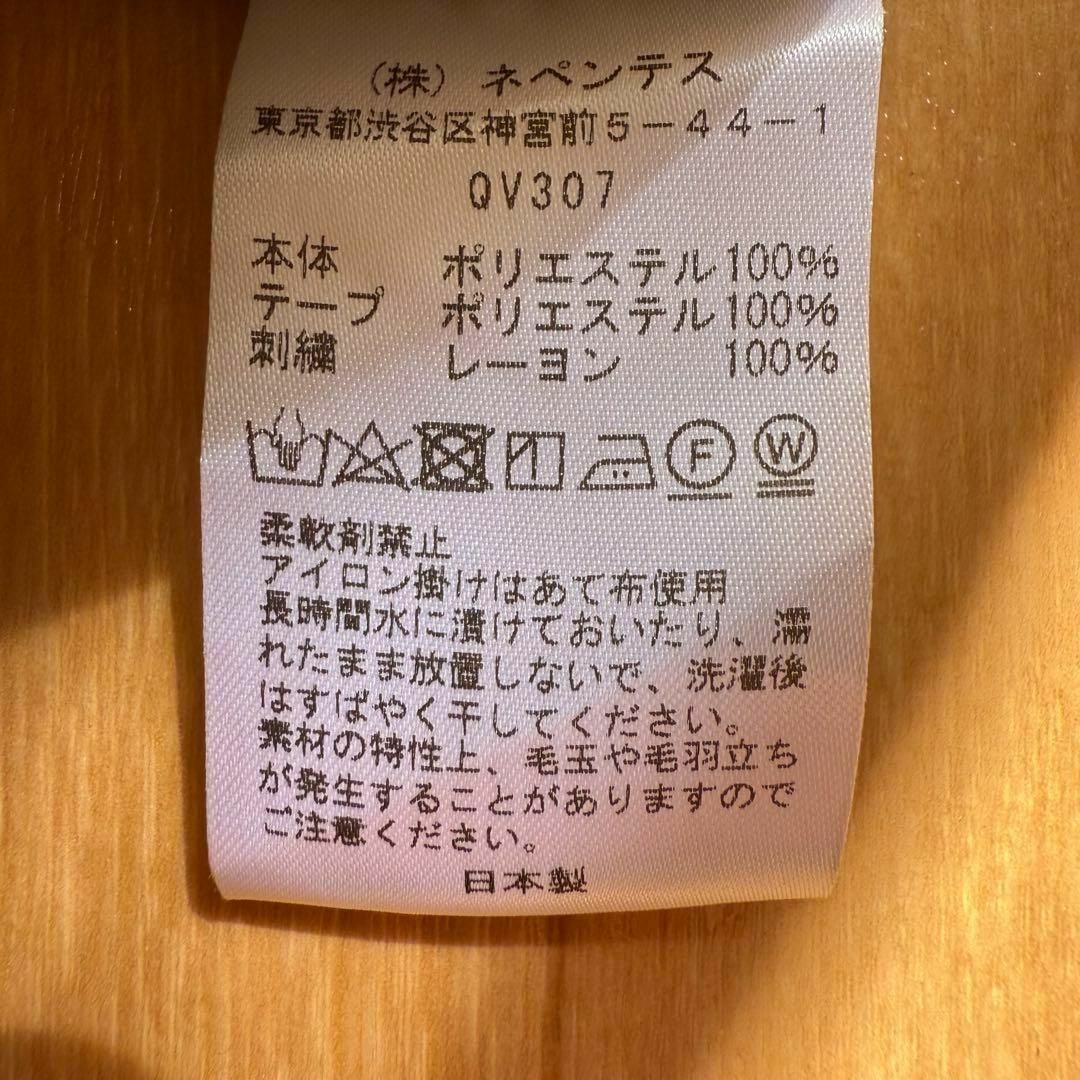 (株) ネペンテス
東京都渋谷区神宮前5-44-1
QV307
本体 ポリエステル100%
テープ ポリエステル100%
刺繍 レーヨン 100%
F W
柔軟剤禁止
アイロン掛けはあて布使用
長時間水に漬けておいたり、濡
れたまま放置しないで、洗濯後
はすばやく干してください。
素材の特性上、毛玉や毛羽立ち
が発生することがありますので
ご注意ください。
日本製